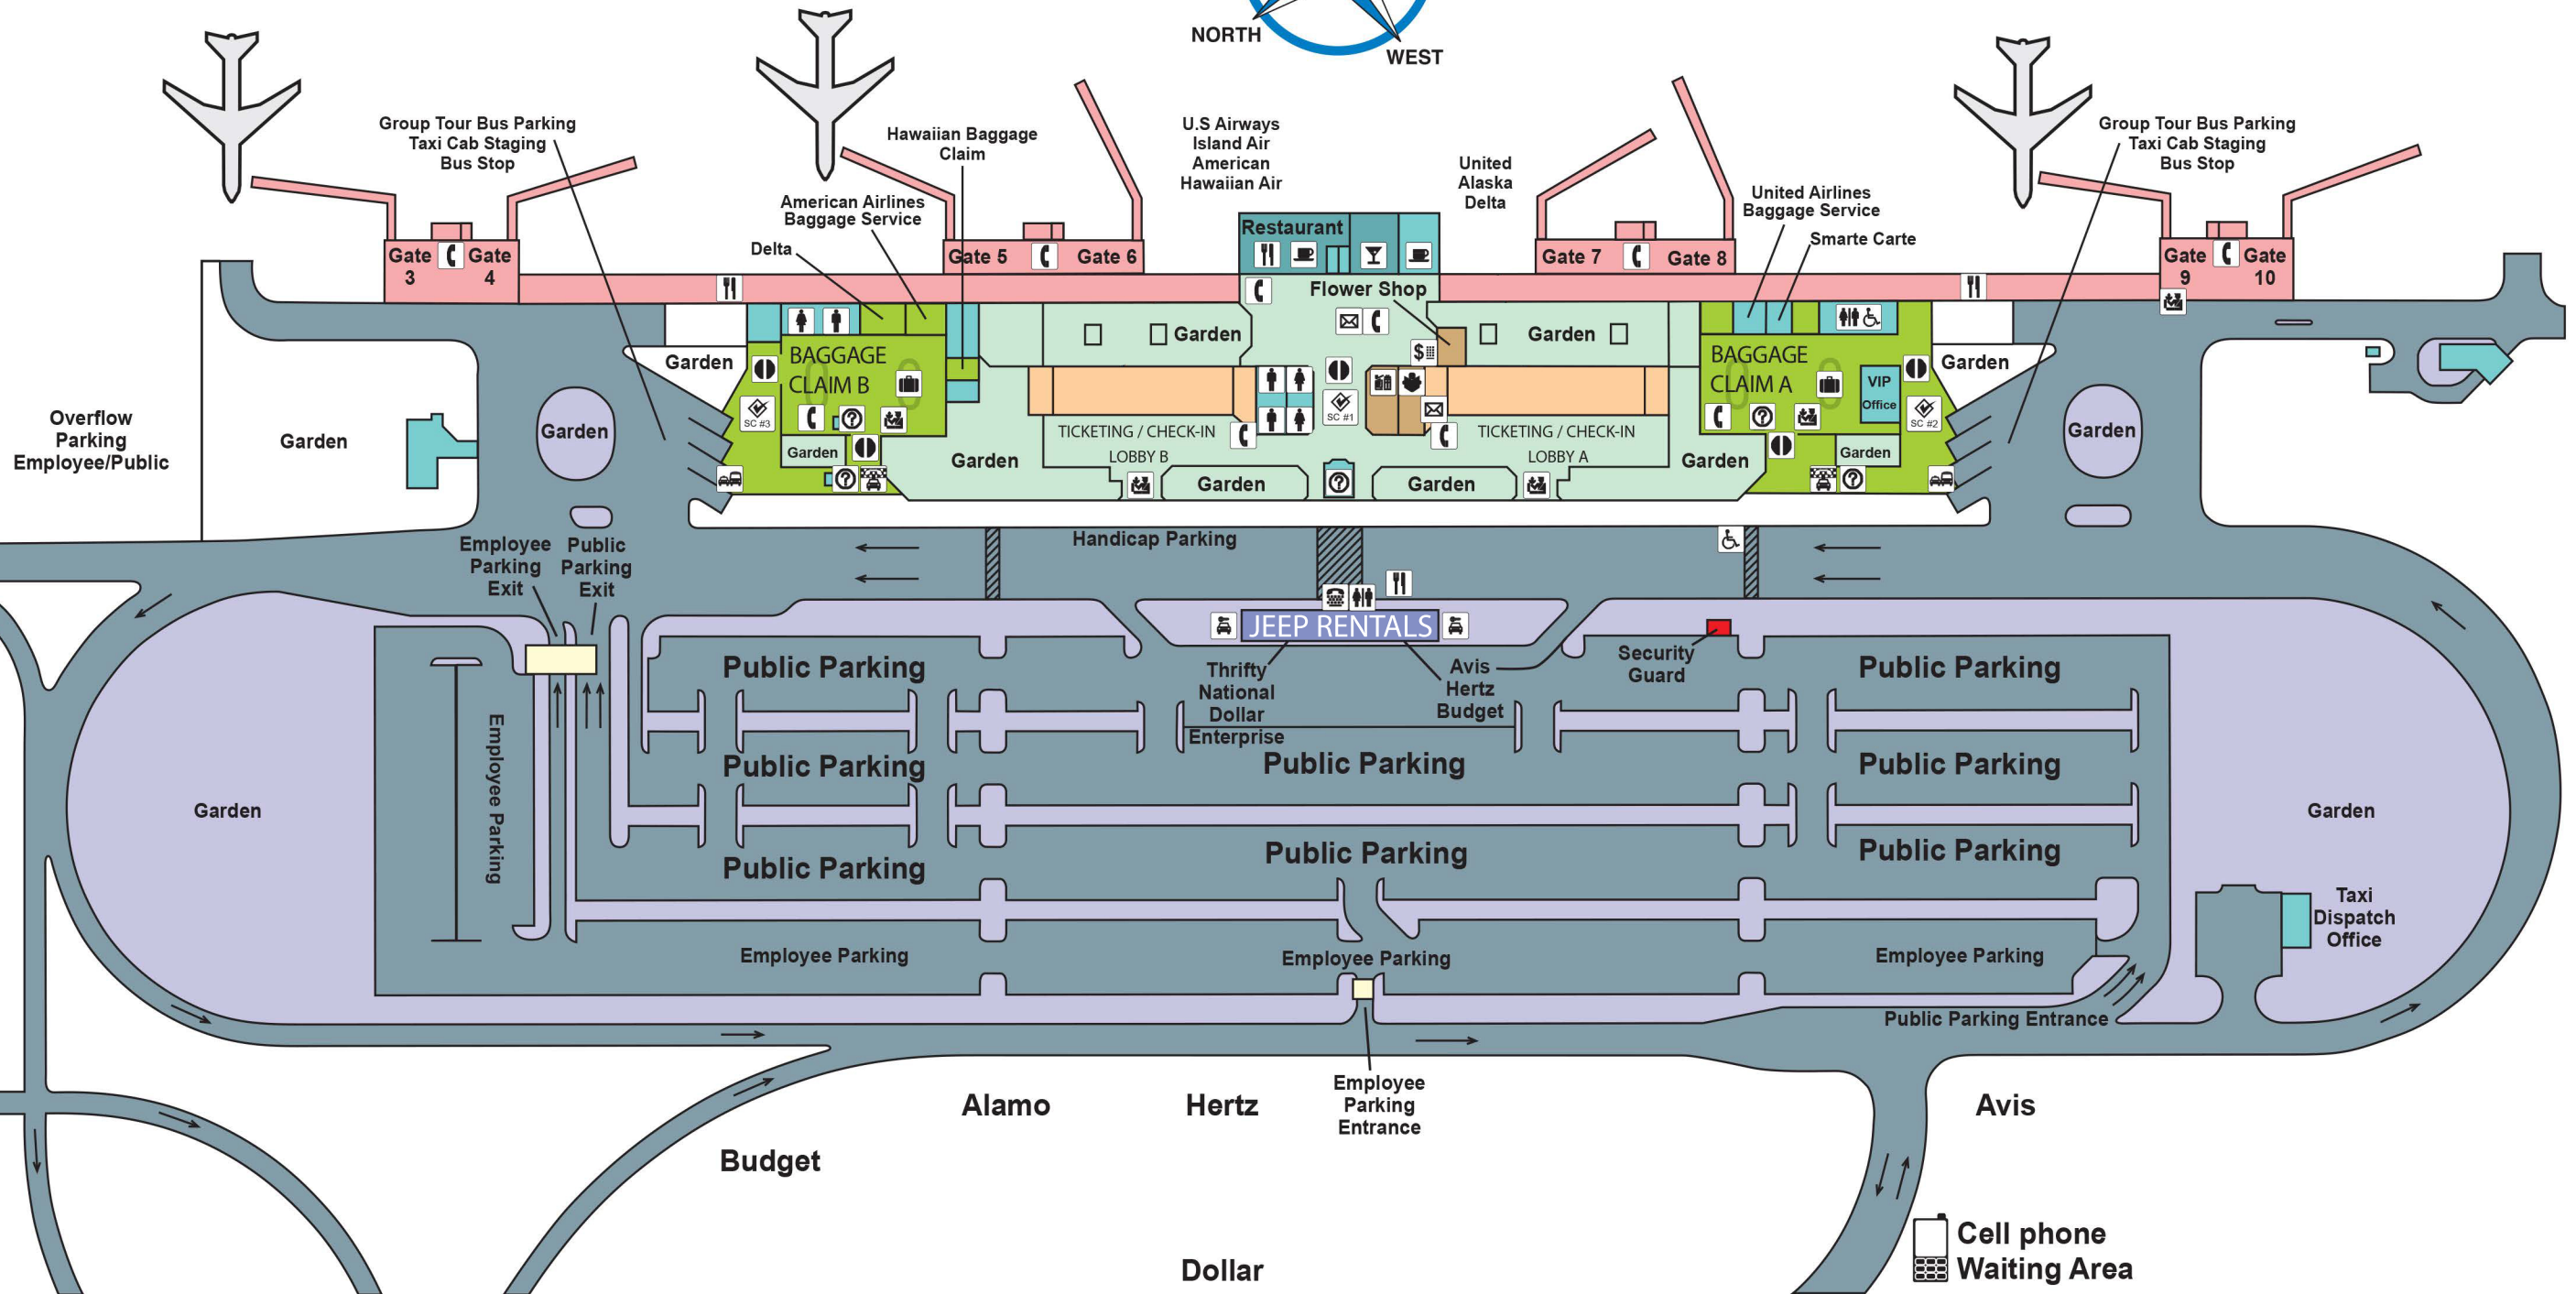 NORTH
WEST
Group Tour Bus Parking
Taxi Cab Staging
Bus Stop
Hawaiian Baggage
Claim
American Airlines
Baggage Service
Delta
U.S Airways
Island Air
American
Hawaiian Air
United
Alaska
Delta
United Airlines
Baggage Service
Smarte Carte
Group Tour Bus Parking
Taxi Cab Staging
Bus Stop
Gate
3
Gate
4
Gate 5
Gate 6
Restaurant
Gate 7
Gate 8
Gate
9
Gate
10
Flower Shop
Garden
Garden
Garden
BAGGAGE
CLAIM B
SC #3
Garden
$
SC #1
BAGGAGE
CLAIM A
VIP
Office
SC #2
Garden
Overflow
Parking
Employee/Public
Garden
Garden
Garden
TICKETING / CHECK-IN
LOBBY B
Garden
Garden
TICKETING / CHECK-IN
LOBBY A
Garden
Garden
Garden
Garden
Employee
Parking
Exit
Public
Parking
Exit
Handicap Parking
JEEP RENTALS
Thrifty
National
Dollar
Enterprise
Avis
Hertz
Budget
Security
Guard
Public Parking
Public Parking
Employee Parking
Public Parking
Public Parking
Public Parking
Garden
Garden
Public Parking
Public Parking
Public Parking
Taxi
Dispatch
Office
Employee Parking
Employee Parking
Employee Parking
Public Parking Entrance
Employee
Parking
Entrance
Alamo
Hertz
Avis
Budget
Dollar
Cell phone
Waiting Area